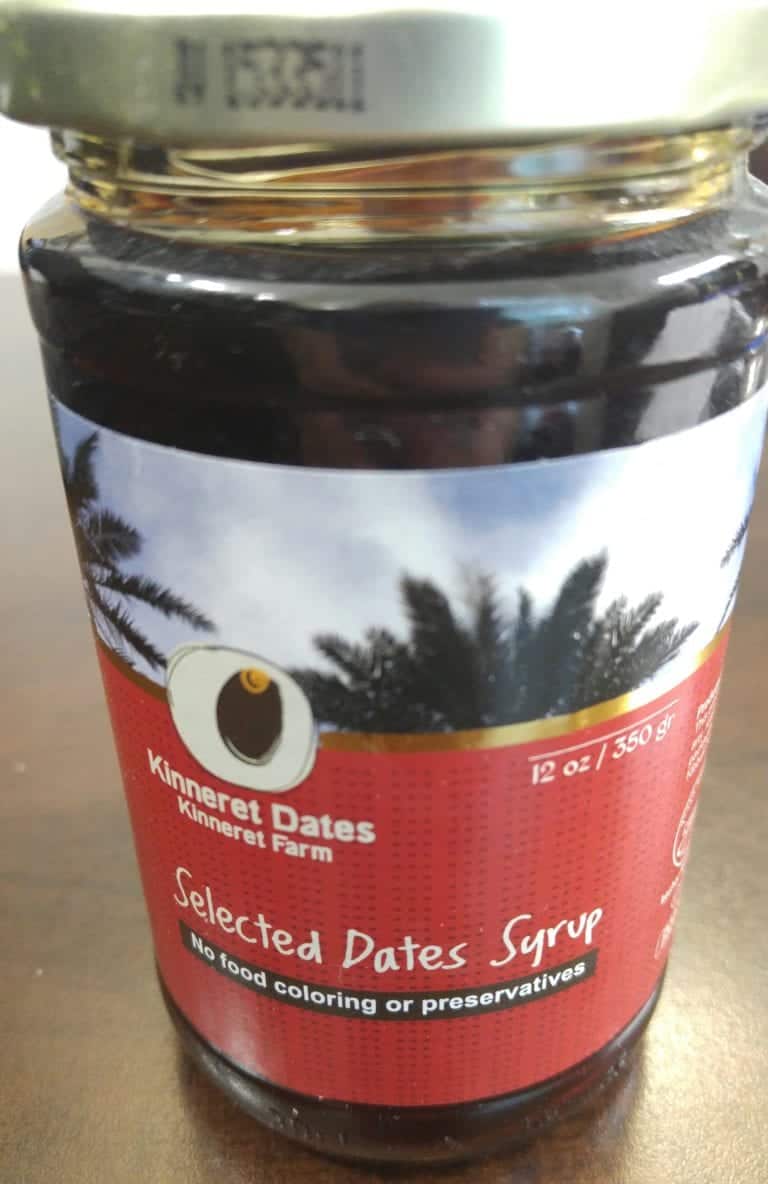 Kinneret Dates
Kinneret Farm
12 oz / 350 gr
Selected Dates Syrup
No food coloring or preservatives